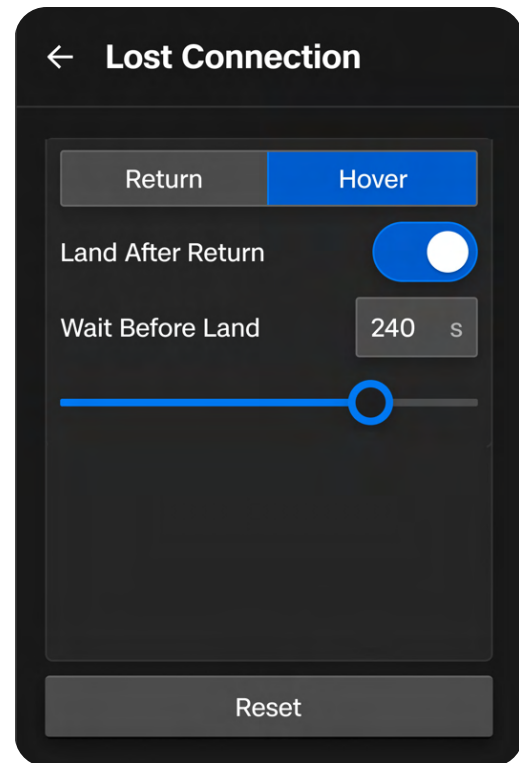 Lost Connection
Return Hover
Land After Return
Wait Before Land 240 s
Reset